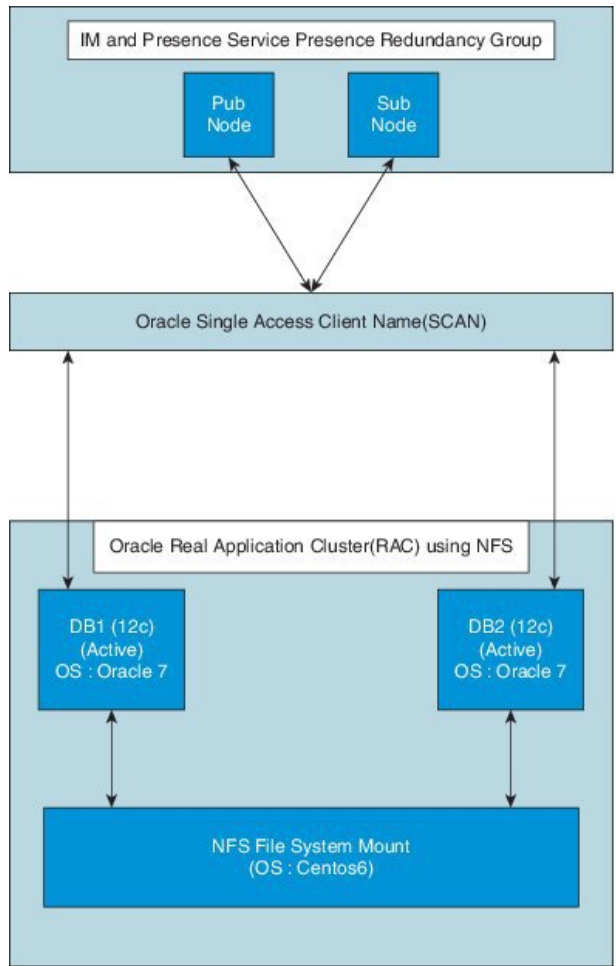 IM and Presence Service Presence Redundancy Group
Pub
Node
Sub
Node
Oracle Single Access Client Name(SCAN)
Oracle Real Application Cluster(RAC) using NFS
DB1 (12c)
(Active)
OS : Oracle 7
DB2 (12c)
(Active)
OS : Oracle 7
NFS File System Mount
(OS : Centos6)